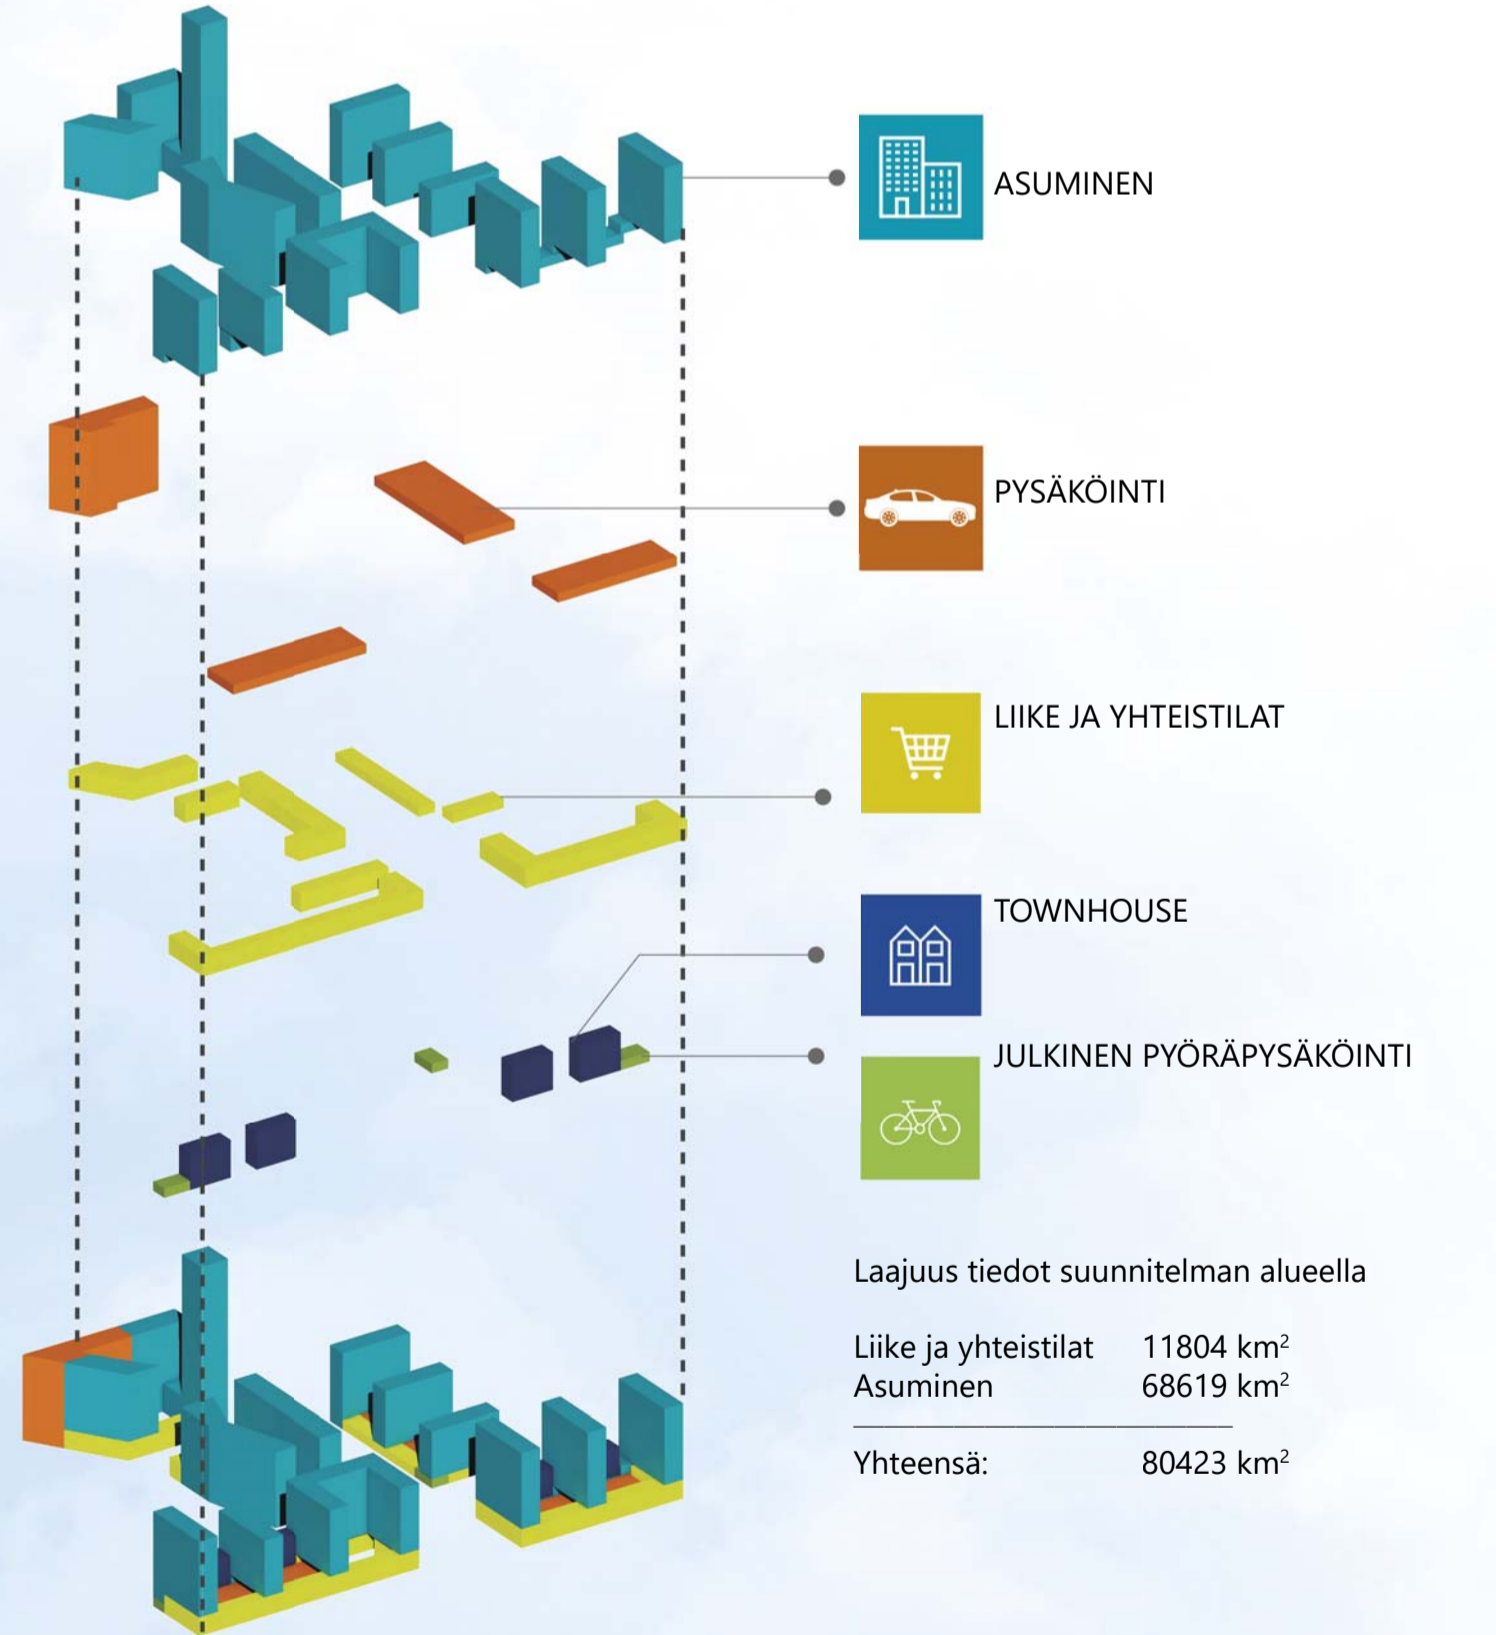 ASUMINEN
PYSÄKÖINTI
LIIKE JA YHTEISTILAT
TOWNHOUSE
JULKINEN PYÖRÄPYSÄKÖINTI
Laajuus tiedot suunnitelman alueella
Liike ja yhteistilat 11804 km²
Asuminen 68619 km²
Yhteensä: 80423 km²